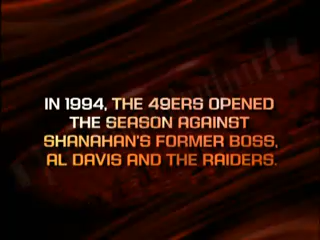 IN 1994, THE 49ERS OPENED
THE SEASON AGAINST
SHANAHAN'S FORMER BOSS,
AL DAVIS AND THE RAIDERS.